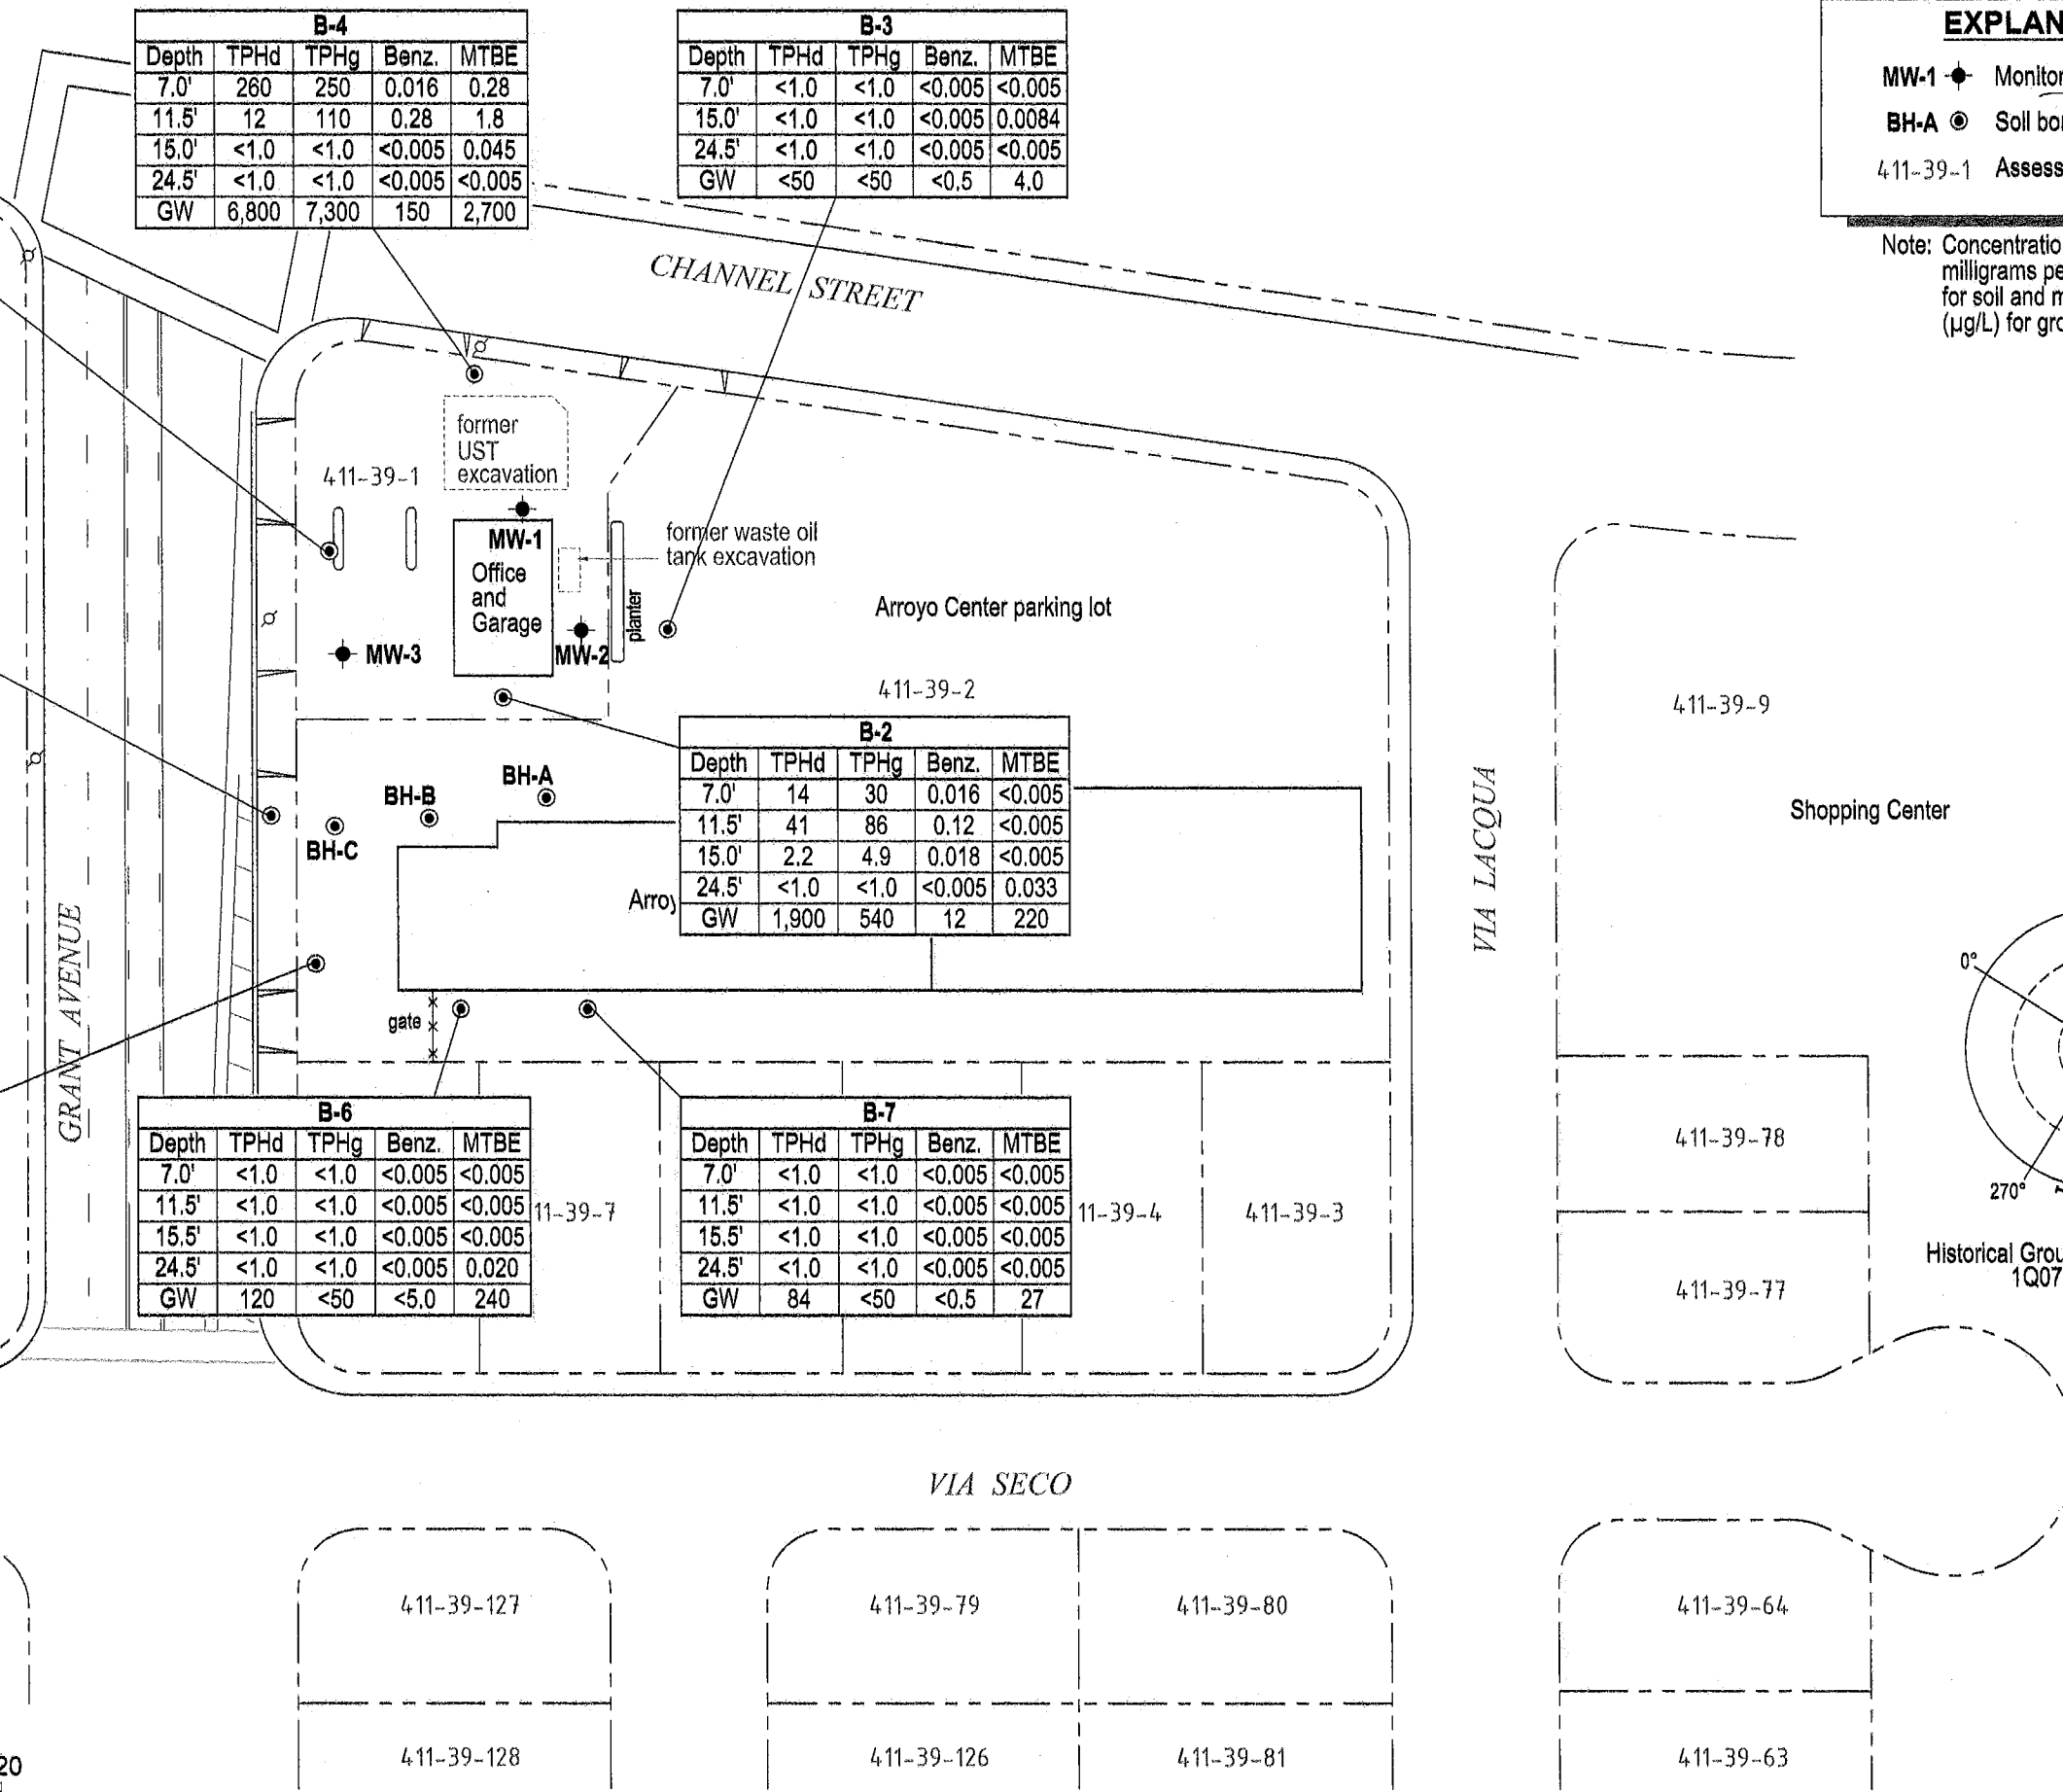 B-4
Depth TPHd TPHg Benz. MTBE
7.0' 260 250 0.016 0.28
11.5' 12 110 0.28 1.8
15.0' <1.0 <1.0 <0.005 0.045
24.5' <1.0 <1.0 <0.005 <0.005
GW 6,800 7,300 150 2,700
B-3
Depth TPHd TPHg Benz. MTBE
7.0' <1.0 <1.0 <0.005 <0.005
15.0' <1.0 <1.0 <0.005 0.0084
24.5' <1.0 <1.0 <0.005 <0.005
GW <50 <50 <0.5 4.0
EXPLAN
MW-1 Monitor
BH-A Soil bor
411-39-1 Assess
Note: Concentratio
milligrams pe
for soil and m
(µg/L) for gro
CHANNEL STREET
former
UST
excavation
411-39-1
MW-1
Office
and
Garage
former waste oil
tank excavation
planter
MW-2
MW-3
Arroyo Center parking lot
411-39-2
411-39-9
B-2
Depth TPHd TPHg Benz. MTBE
7.0' 14 30 0.016 <0.005
11.5' 41 86 0.12 <0.005
15.0' 2.2 4.9 0.018 <0.005
24.5' <1.0 <1.0 <0.005 0.033
GW 1,900 540 12 220
BH-A
BH-B
BH-C
Arroy
VIA LACQUA
Shopping Center
GRANT AVENUE
0°
gate
270°
B-6
Depth TPHd TPHg Benz. MTBE
7.0' <1.0 <1.0 <0.005 <0.005
11.5' <1.0 <1.0 <0.005 <0.005
15.5' <1.0 <1.0 <0.005 <0.005
24.5' <1.0 <1.0 <0.005 0.020
GW 120 <50 <5.0 240
11-39-7
B-7
Depth TPHd TPHg Benz. MTBE
7.0' <1.0 <1.0 <0.005 <0.005
11.5' <1.0 <1.0 <0.005 <0.005
15.5' <1.0 <1.0 <0.005 <0.005
24.5' <1.0 <1.0 <0.005 <0.005
GW 84 <50 <0.5 27
11-39-4
411-39-3
411-39-78
411-39-77
Historical Grou
1Q07
VIA SECO
411-39-127
411-39-79
411-39-80
411-39-64
20
411-39-128
411-39-126
411-39-81
411-39-63